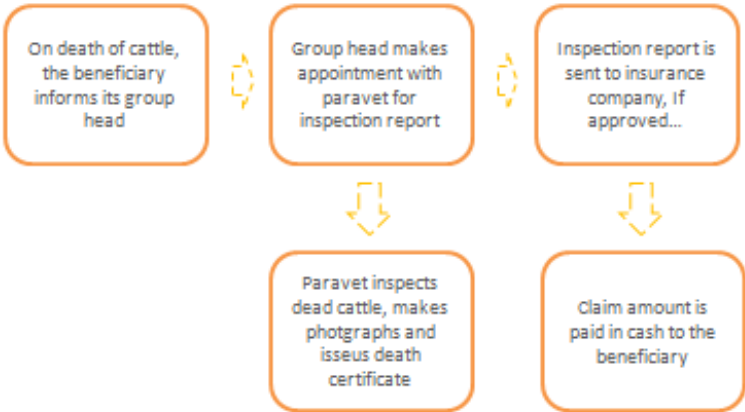 On death of cattle,
the beneficiary
informs its group
head
Group head makes
appointment with
paravet for
inspection report
Inspection report is
sent to insurance
company, If
approved...
Paravet inspects
dead cattle, makes
photgraphs and
isseus death
certificate
Claim amount is
paid in cash to the
beneficiary